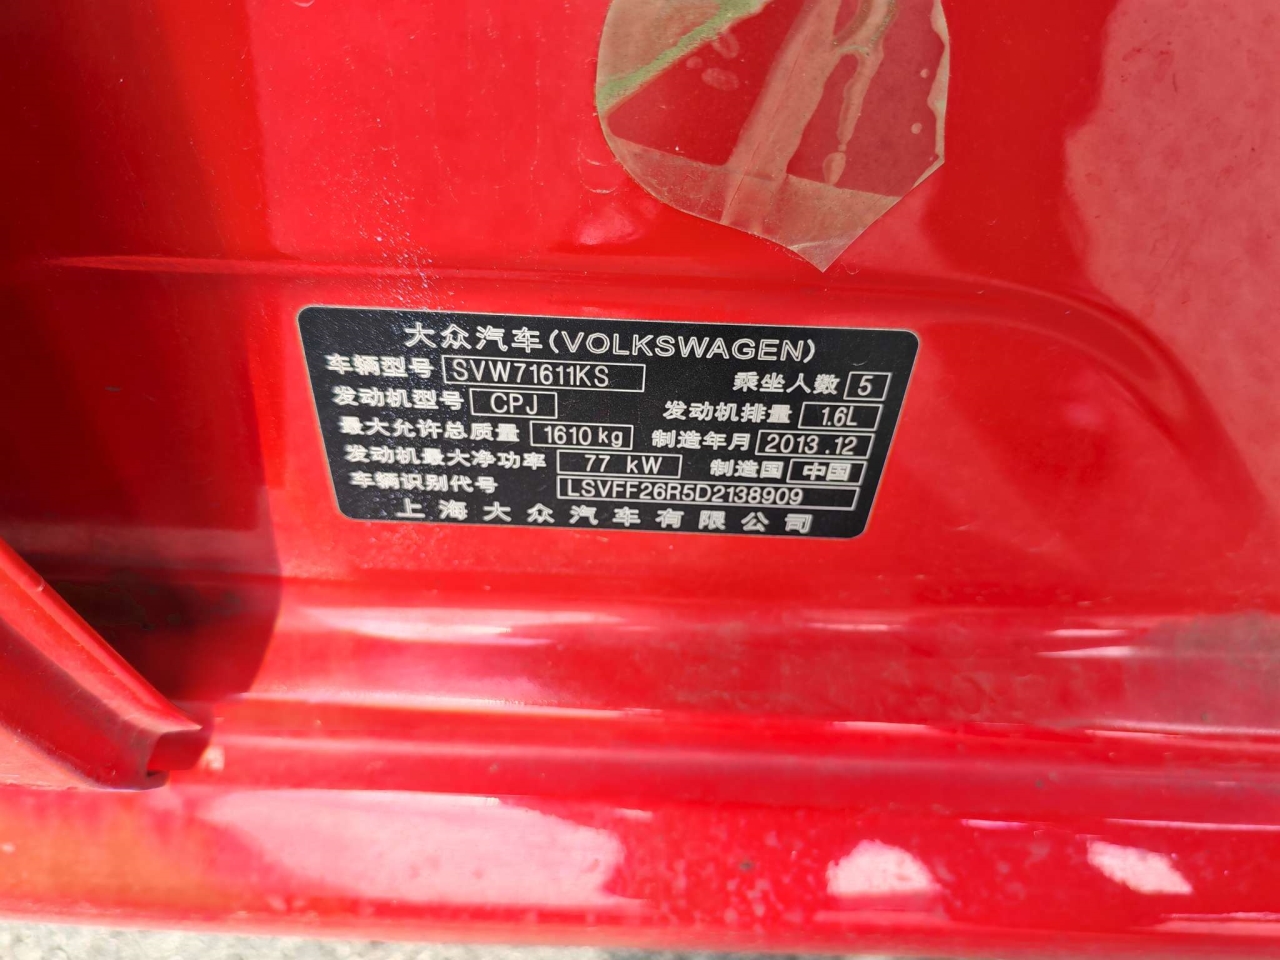 大众汽车(VOLKSWAGEN)
车辆型号 SVW71611KS 乘坐人数 5
发动机型号 CPJ 发动机排量 1.6L
最大允许总质量 1610 kg 制造年月 2013.12
发动机最大净功率 77 kW 制造国 中国
车辆识别代号 LSVFF26R5D2138909
上海大众汽车有限公司